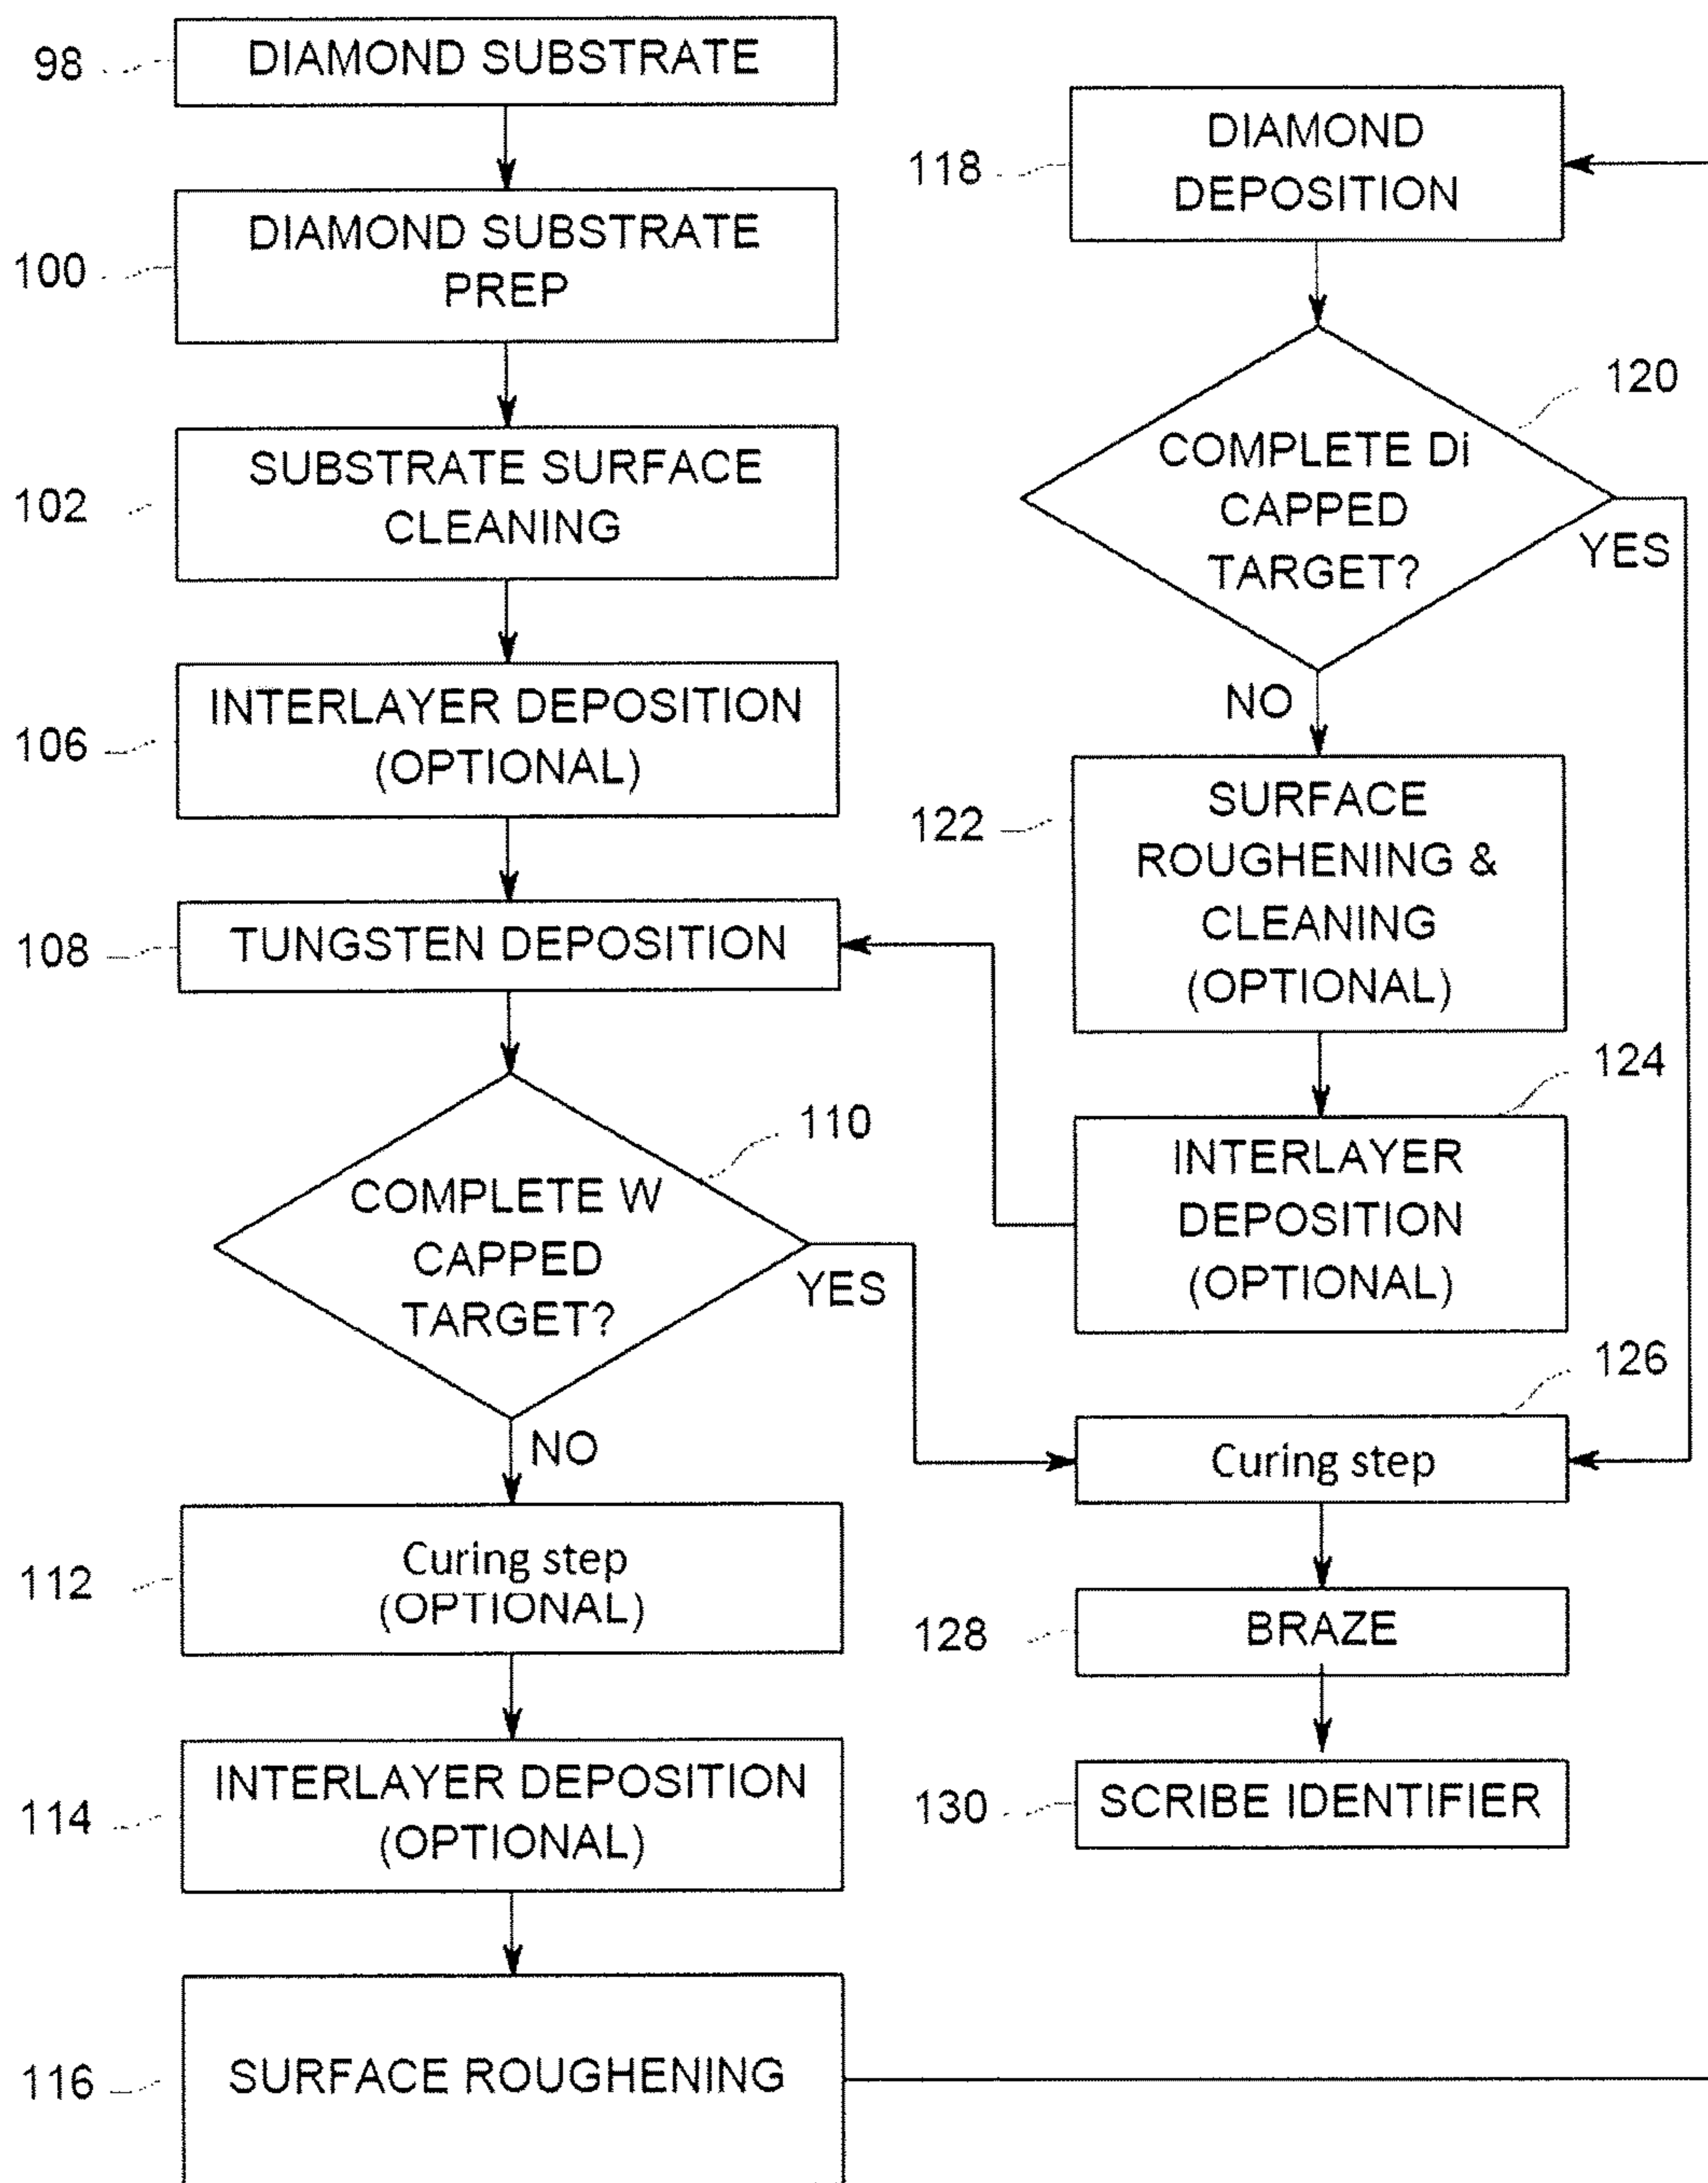 98
DIAMOND SUBSTRATE
100
DIAMOND SUBSTRATE
PREP
102
SUBSTRATE SURFACE
CLEANING
106
INTERLAYER DEPOSITION
(OPTIONAL)
108
TUNGSTEN DEPOSITION
110
COMPLETE W
CAPPED
TARGET?
YES
NO
112
Curing step
(OPTIONAL)
114
INTERLAYER DEPOSITION
(OPTIONAL)
116
SURFACE ROUGHENING
118
DIAMOND
DEPOSITION
120
COMPLETE Di
CAPPED
TARGET?
YES
NO
122
SURFACE
ROUGHENING &
CLEANING
(OPTIONAL)
124
INTERLAYER
DEPOSITION
(OPTIONAL)
126
Curing step
128
BRAZE
130
SCRIBE IDENTIFIER